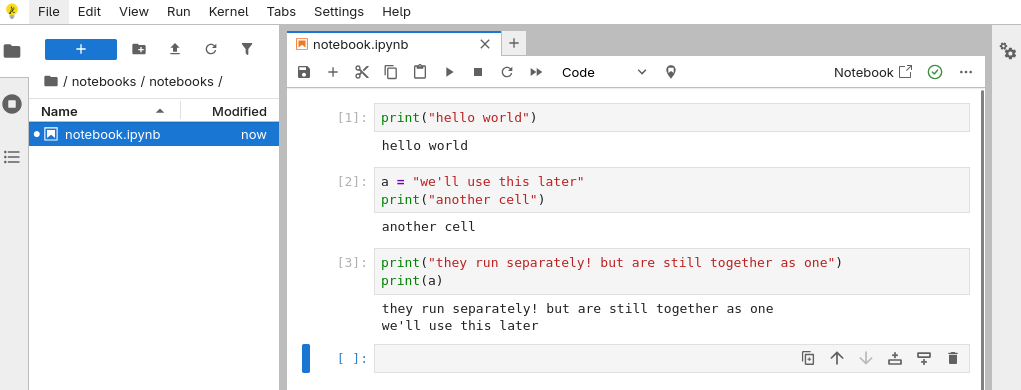 File Edit View Run Kernel Tabs Settings Help
notebook.ipynb
Code
Notebook
/ notebooks / notebooks /
Name Modified
notebook.ipynb now
[1]: print("hello world")
hello world
[2]: a = "we'll use this later"
print("another cell")
another cell
[3]: print("they run separately! but are still together as one")
print(a)
they run separately! but are still together as one
we'll use this later
[ ]: